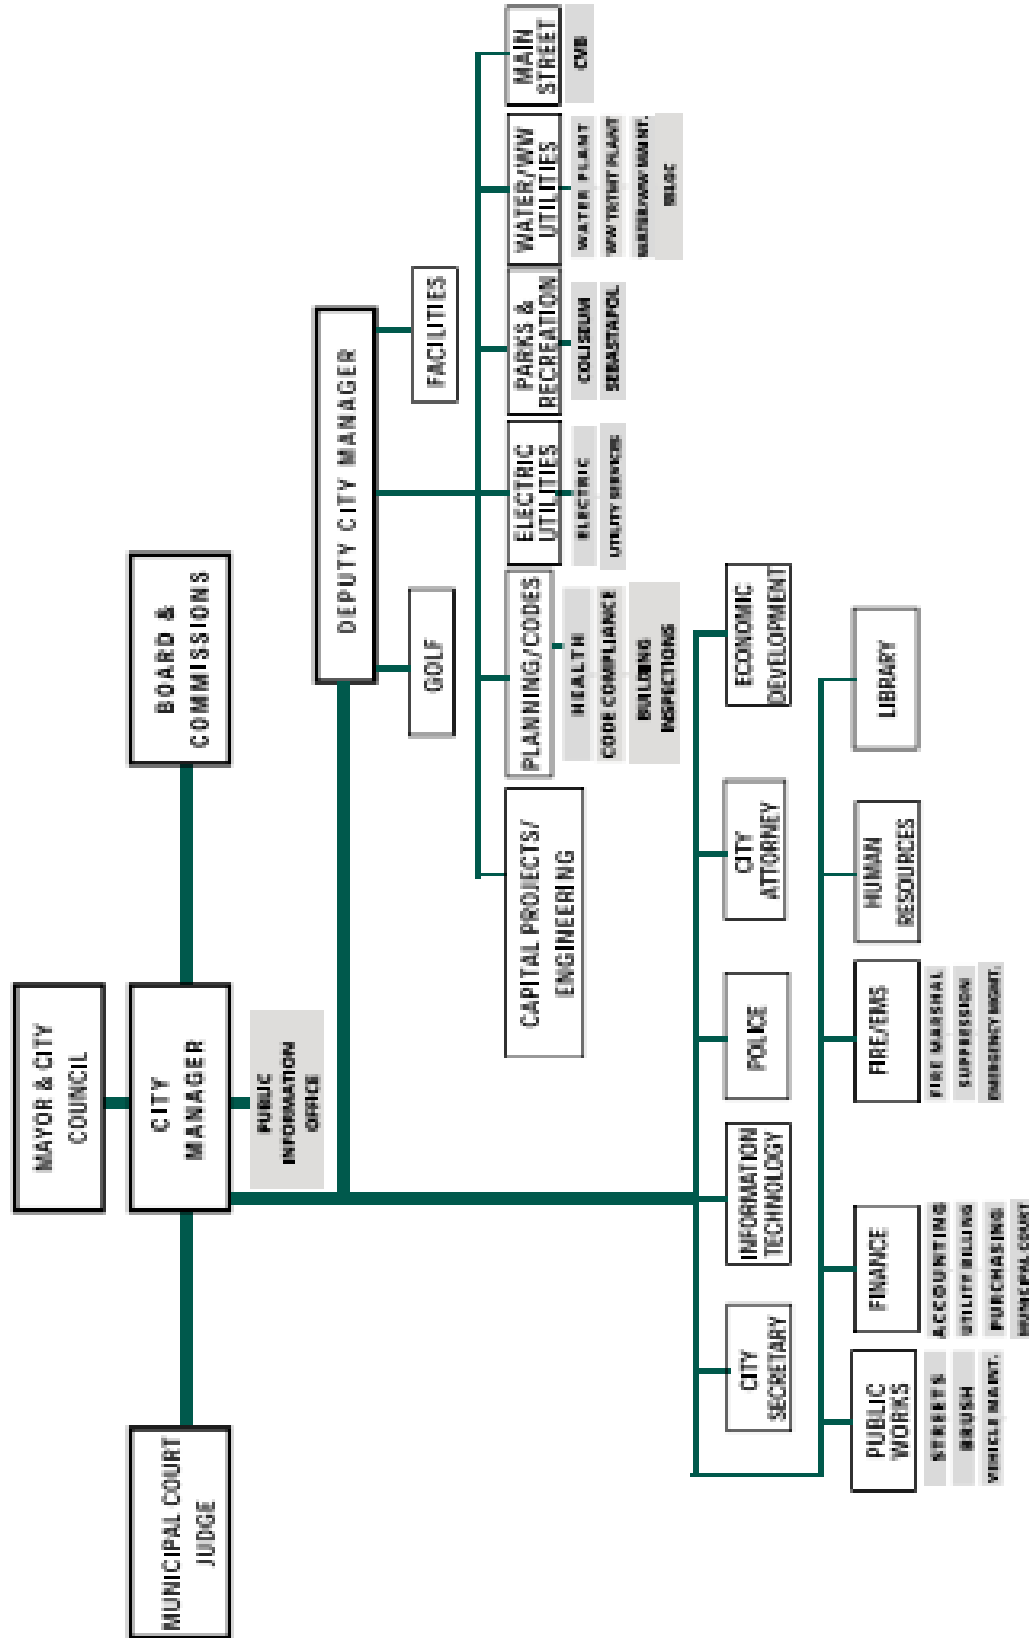 MAYOR & CITY
COUNCIL
MUNICIPAL COURT
JUDGE
CITY
MANAGER
BOARD &
COMMISSIONS
PUBLIC
INFORMATION
OFFICE
DEPUTY CITY MANAGER
GOLF
FACILITIES
CAPITAL PROJECTS/
ENGINEERING
PLANNING/CODES
HEALTH
CODE COMPLIANCE
BUILDING
INSPECTIONS
ELECTRIC
UTILITIES
ELECTRIC
UTILITY SERVICES
PARKS &
RECREATION
COLISEUM
SEBASTAPOL
WATER/WW
UTILITIES
WATER PLANT
WW TRTMT PLANT
WATER/WW MAINT.
MAIN
STREET
CVB
CITY
SECRETARY
INFORMATION
TECHNOLOGY
POLICE
CITY
ATTORNEY
ECONOMIC
DEVELOPMENT
PUBLIC
WORKS
STREETS
BRUSH
VEHICLE MAINT.
FINANCE
ACCOUNTING
UTILITY BILLING
PURCHASING
MUNICIPAL COURT
FIRE/EMS
FIRE MARSHAL
SUPPRESSION
EMERGENCY MGMT.
HUMAN
RESOURCES
LIBRARY